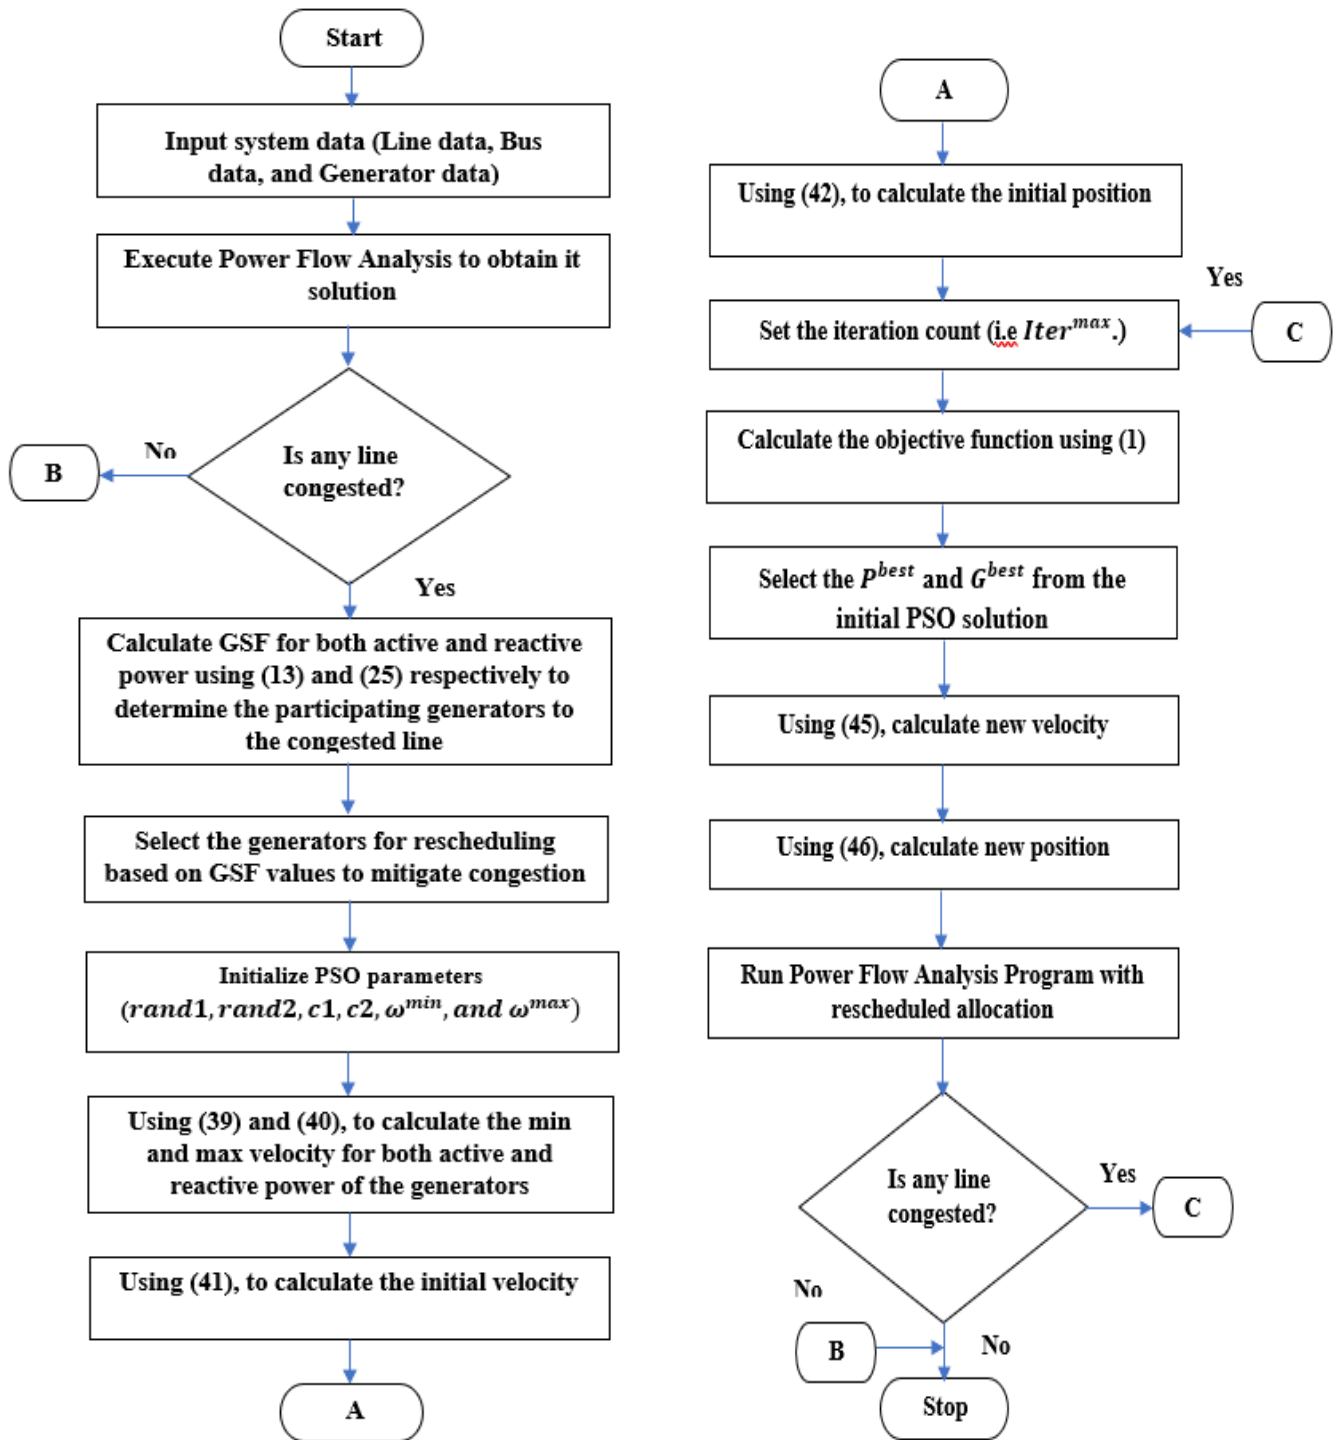 Start
Input system data (Line data, Bus
data, and Generator data)
Execute Power Flow Analysis to obtain it
solution
Is any line
congested?
No
B
Yes
Calculate GSF for both active and reactive
power using (13) and (25) respectively to
determine the participating generators to
the congested line
Select the generators for rescheduling
based on GSF values to mitigate congestion
Initialize PSO parameters
(rand1, rand2, c1, c2, ω^min, and ω^max)
Using (39) and (40), to calculate the min
and max velocity for both active and
reactive power of the generators
Using (41), to calculate the initial velocity
A
A
Using (42), to calculate the initial position
Yes
Set the iteration count (i.e Iter^max.)
C
Calculate the objective function using (1)
Select the P^best and G^best from the
initial PSO solution
Using (45), calculate new velocity
Using (46), calculate new position
Run Power Flow Analysis Program with
rescheduled allocation
Is any line
congested?
Yes
C
No
B
No
Stop